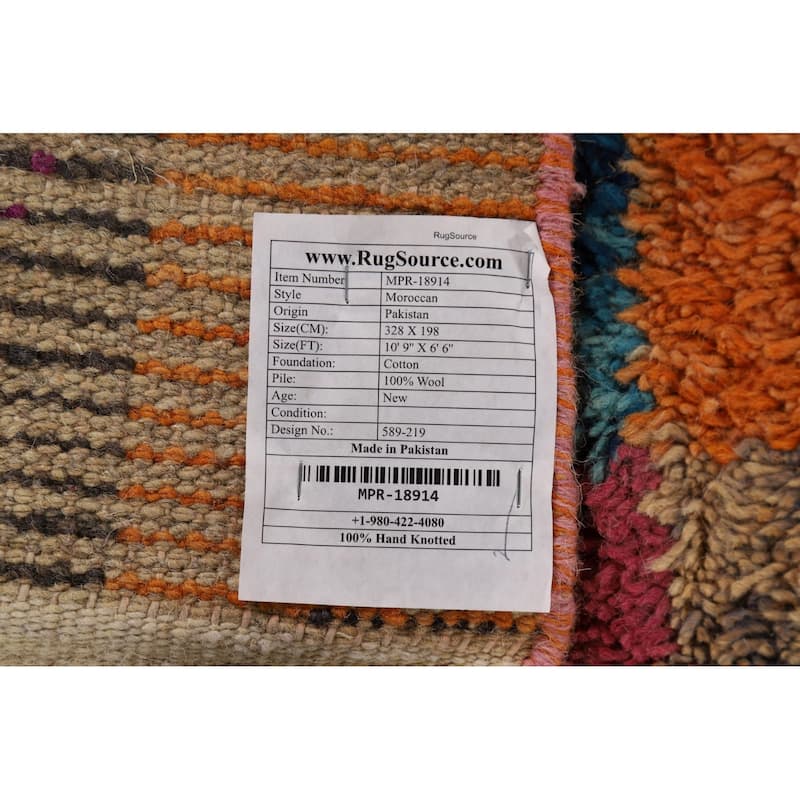 RugSource
www.RugSource.com
Item Number MPR-18914
Style Moroccan
Origin Pakistan
Size(CM): 328 X 198
Size(FT): 10' 9" X 6' 6"
Foundation: Cotton
Pile: 100% Wool
Age: New
Condition:
Design No.: 589-219
Made in Pakistan
MPR-18914
+1-980-422-4080
100% Hand Knotted